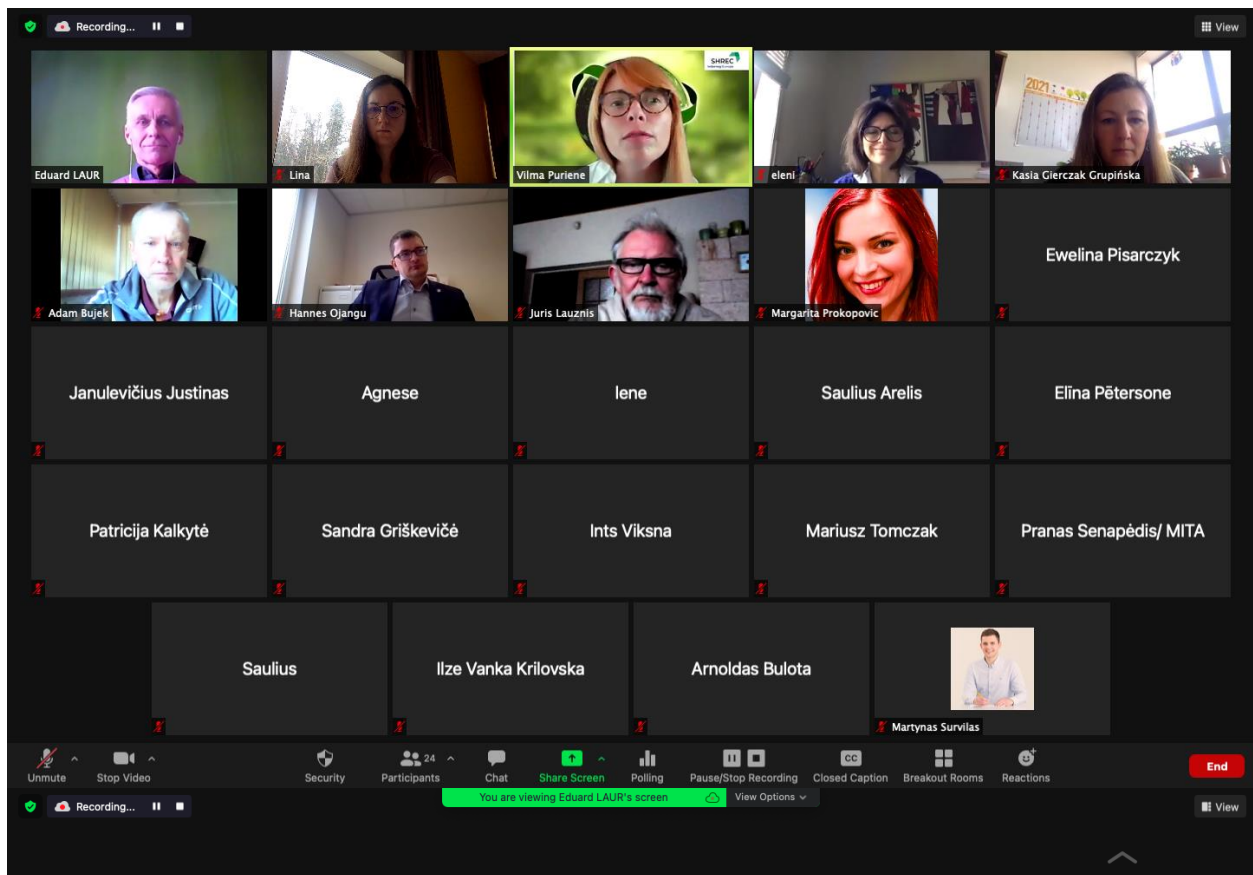 Recording...
View
SHREC
Eduard LAUR
Lina
Vilma Puriene
eleni
2021
Kasia Gierczak Grupińska
Adam Bujek
Hannes Ojangu
Juris Lauznis
Margarita Prokopovic
Ewelina Pisarczyk
Janulevičius Justinas
Agnese
Iene
Saulius Arelis
Elīna Pētersone
Patricija Kalkytė
Sandra Griškevičė
Ints Viksna
Mariusz Tomczak
Pranas Senapėdis/ MITA
Saulius
Ilze Vanka Krilovska
Arnoldas Bulota
Martynas Survilas
Unmute
Stop Video
Security
24
Participants
Chat
Share Screen
Polling
Pause/Stop Recording
CC
Closed Caption
Breakout Rooms
Reactions
End
Recording...
You are viewing Eduard LAUR's screen
View Options
View